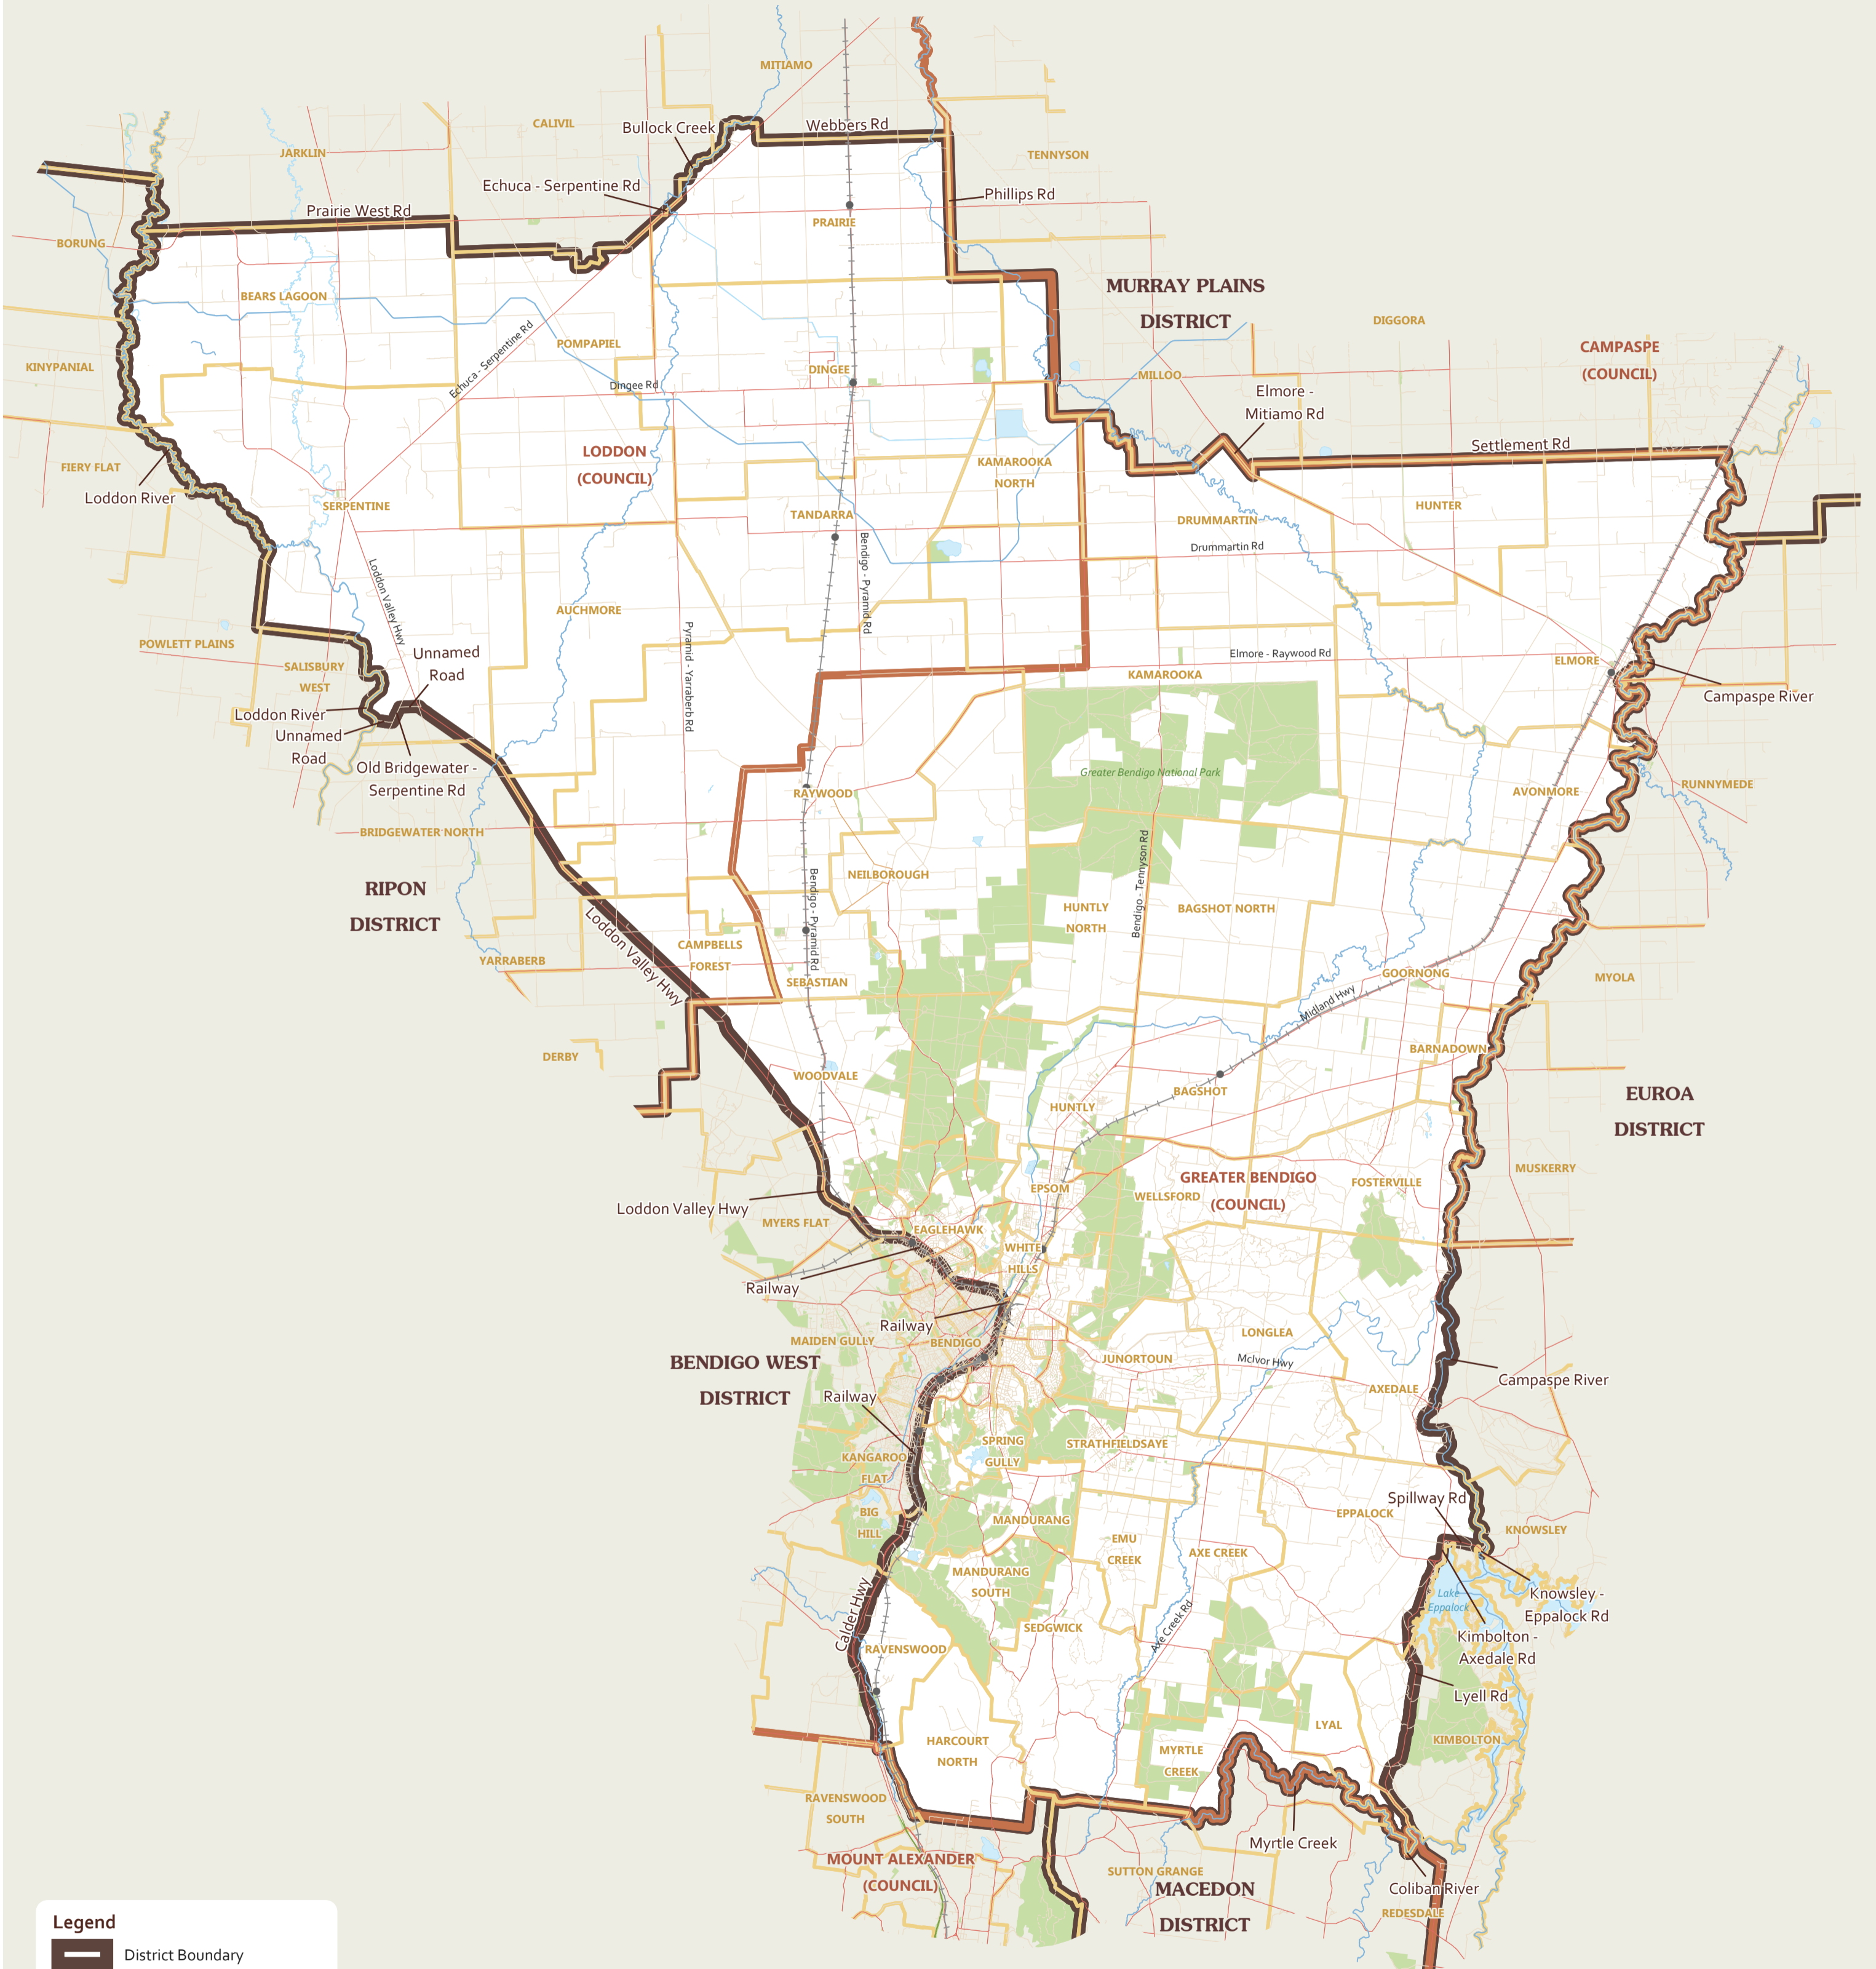 MITIAMO
CALIVIL
Bullock Creek
Webbers Rd
JARKLIN
TENNYSON
Echuca - Serpentine Rd
Phillips Rd
Prairie West Rd
PRAIRIE
BORUNG
MURRAY PLAINS
DISTRICT
BEARS LAGOON
DIGGORA
CAMPASPE
(COUNCIL)
POMPAPIEL
Echuca - Serpentine Rd
KINYPANIAL
DINGEE
MILLOO
Dingee Rd
Elmore -
Mitiamo Rd
Settlement Rd
LODDON
(COUNCIL)
KAMAROOKA
NORTH
FIERY FLAT
Loddon River
SERPENTINE
HUNTER
TANDARRA
DRUMMARTIN
Drummartin Rd
Bendigo - Pyramid Rd
Loddon Valley Hwy
AUCHMORE
POWLETT PLAINS
Pyramid - Yarraberb Rd
Unnamed
Road
Elmore - Raywood Rd
ELMORE
SALISBURY
WEST
KAMAROOKA
Campaspe River
Loddon River
Unnamed
Road
Old Bridgewater -
Serpentine Rd
Greater Bendigo National Park
RUNNYMEDE
AVONMORE
RAYWOOD
BRIDGEWATER NORTH
Bendigo - Tennyson Rd
NEILBOROUGH
RIPON
DISTRICT
Bendigo - Pyramid Rd
HUNTLY
NORTH
BAGSHOT NORTH
Loddon Valley Hwy
CAMPBELLS
FOREST
YARRABERB
GOORNONG
MYOLA
SEBASTIAN
Midland Hwy
BARNADOWN
DERBY
WOODVALE
BAGSHOT
EUROA
DISTRICT
HUNTLY
MUSKERRY
GREATER BENDIGO
(COUNCIL)
FOSTERVILLE
EPSOM
WELLSFORD
Loddon Valley Hwy
MYERS FLAT
EAGLEHAWK
WHITE
HILLS
Railway
Railway
LONGLEA
MAIDEN GULLY
BENDIGO
BENDIGO WEST
DISTRICT
JUNORTOUN
McIvor Hwy
Campaspe River
AXEDALE
Railway
SPRING
GULLY
STRATHFIELDSAYE
KANGAROO
FLAT
Spillway Rd
BIG
HILL
EPPALOCK
MANDURANG
KNOWSLEY
EMU
CREEK
AXE CREEK
MANDURANG
SOUTH
Lake
Eppalock
Knowsley -
Eppalock Rd
Calder Hwy
SEDGWICK
Axe Creek Rd
Kimbolton -
Axedale Rd
RAVENSWOOD
Lyell Rd
LYAL
HARCOURT
NORTH
KIMBOLTON
MYRTLE
CREEK
RAVENSWOOD
SOUTH
Myrtle Creek
MOUNT ALEXANDER
(COUNCIL)
SUTTON GRANGE
MACEDON
DISTRICT
Coliban River
REDESDALE
Legend
District Boundary